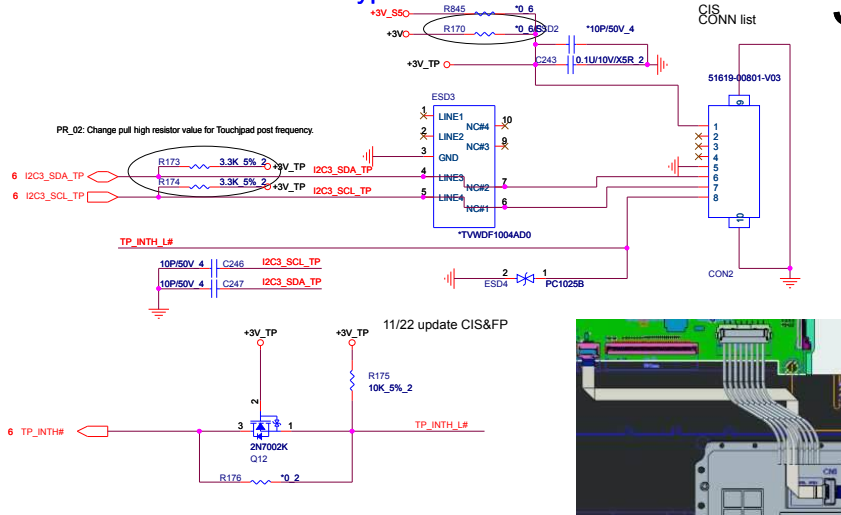 +3V_S5 R845 *0_6
+3V R170 *0_6/S
ESD2 *10P/50V_4
+3V_TP C243 0.1U/10V/X5R_2
CIS
CONN list
51619-00801-V03
9
1
2
3
4
5
6
7
8
10
CON2
PR_02: Change pull high resistor value for Touchjpad post frequency.
ESD3
1 LINE1 NC#4 10
2 LINE2 NC#3 9
3 GND
4 LINE3 NC#2 7
5 LINE4 NC#1 6
*TVWDF1004AD0
R173 3.3K_5%_2 +3V_TP
6 I2C3_SDA_TP I2C3_SDA_TP
R174 3.3K_5%_2 +3V_TP
6 I2C3_SCL_TP I2C3_SCL_TP
TP_INTH_L#
10P/50V_4 C246 I2C3_SCL_TP
10P/50V_4 C247 I2C3_SDA_TP
2 1
ESD4 PC1025B
11/22 update CIS&FP
+3V_TP +3V_TP
R175
10K_5%_2
2
6 TP_INTH# 3 1 TP_INTH_L#
2N7002K
Q12
R176 *0_2